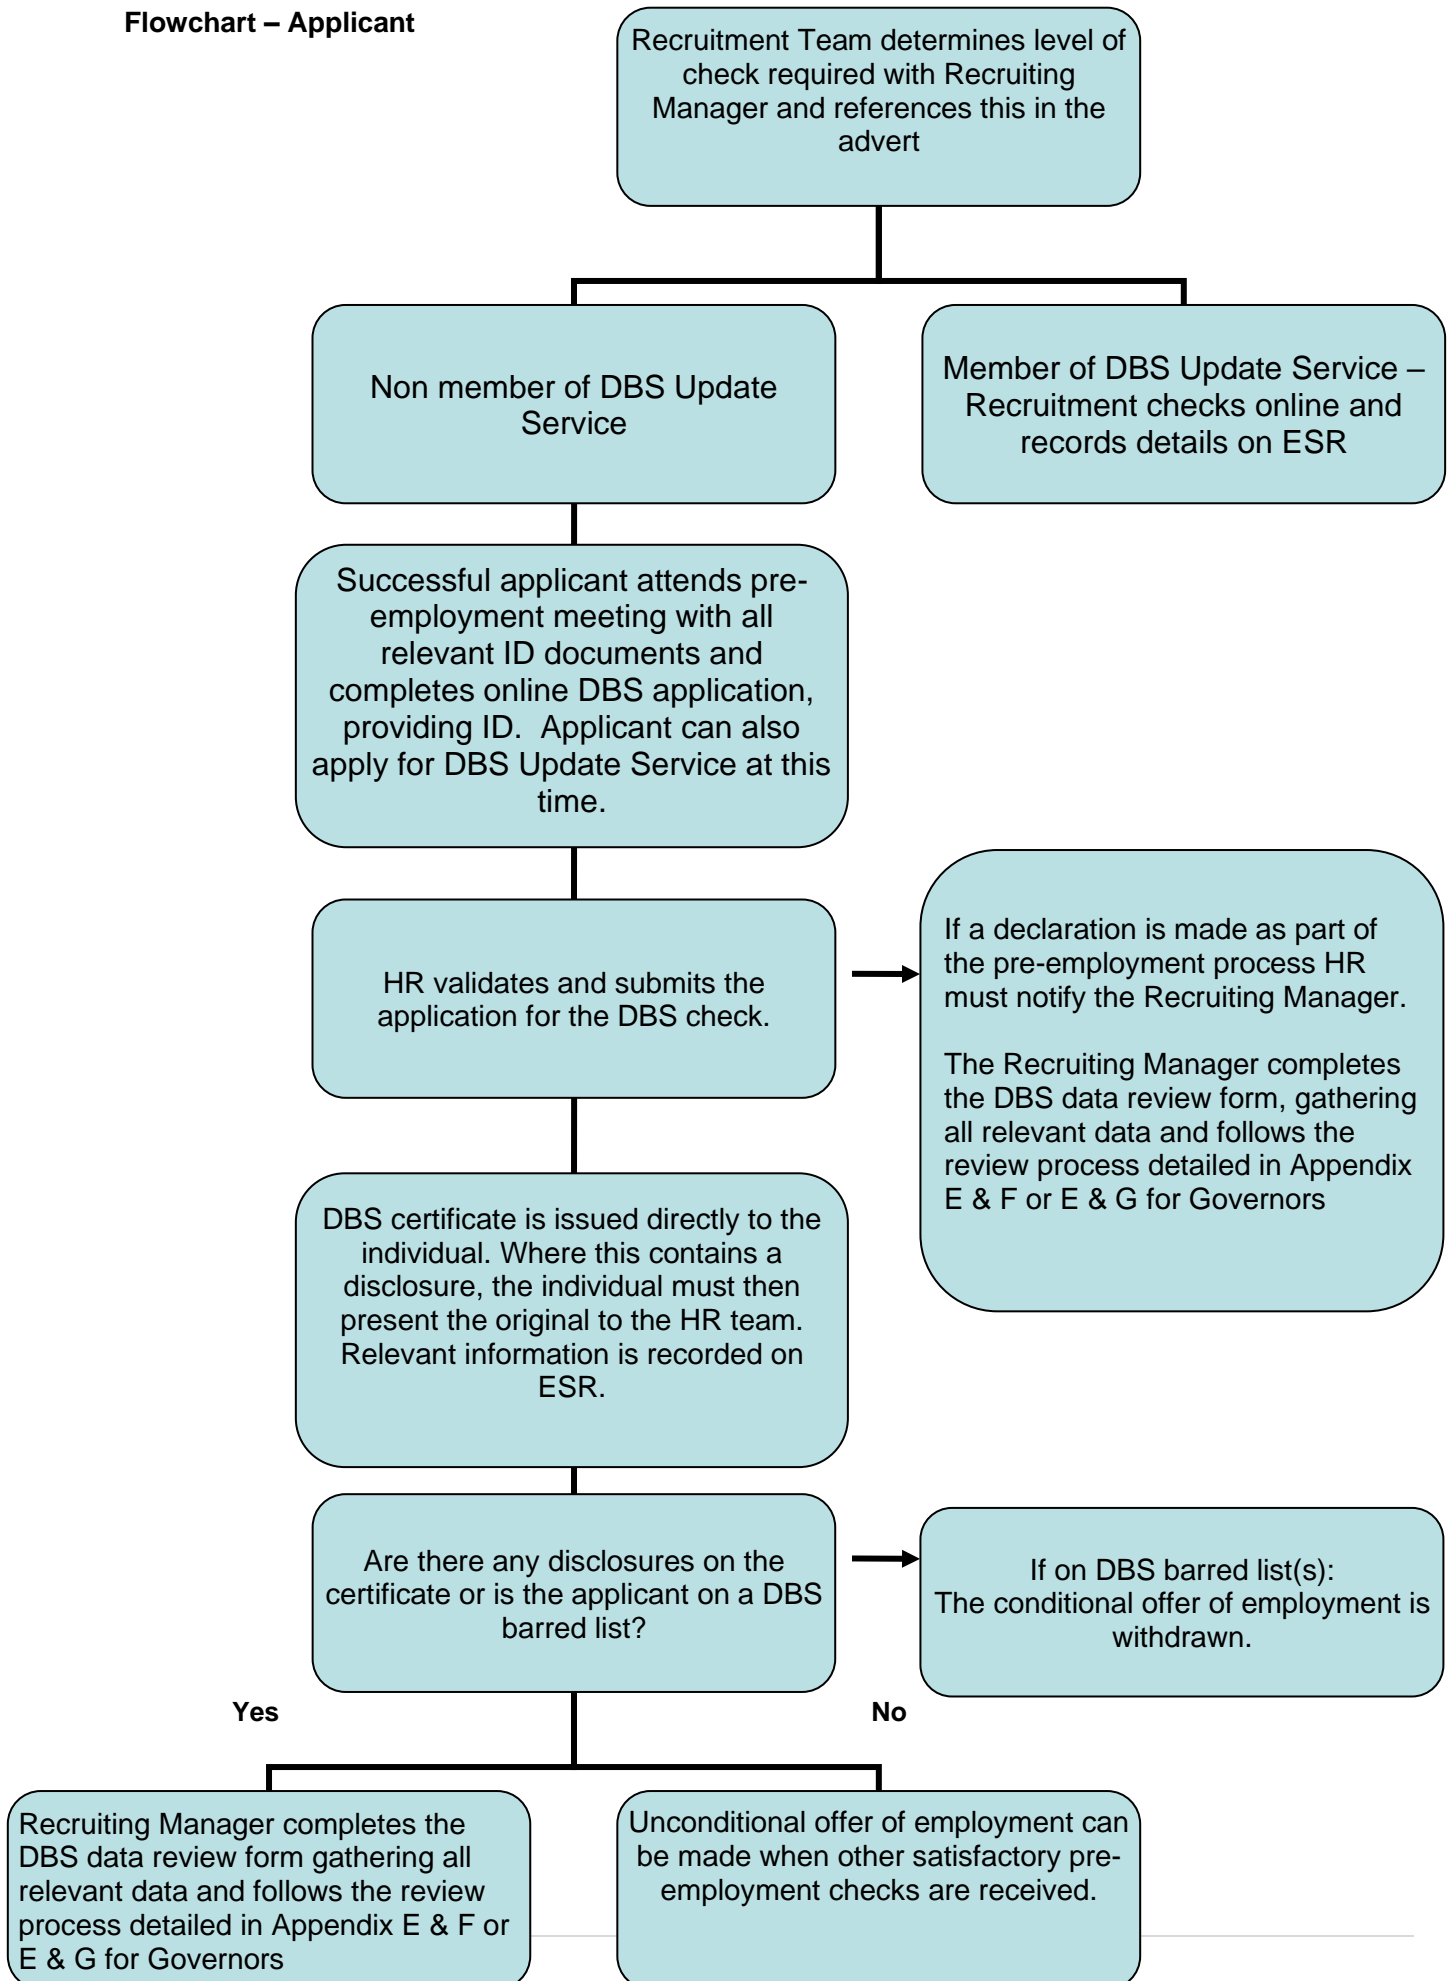 Flowchart – Applicant
Recruitment Team determines level of
check required with Recruiting
Manager and references this in the
advert
Non member of DBS Update
Service
Member of DBS Update Service –
Recruitment checks online and
records details on ESR
Successful applicant attends pre-
employment meeting with all
relevant ID documents and
completes online DBS application,
providing ID.  Applicant can also
apply for DBS Update Service at this
time.
HR validates and submits the
application for the DBS check.
If a declaration is made as part of
the pre-employment process HR
must notify the Recruiting Manager.
The Recruiting Manager completes
the DBS data review form, gathering
all relevant data and follows the
review process detailed in Appendix
E & F or E & G for Governors
DBS certificate is issued directly to the
individual. Where this contains a
disclosure, the individual must then
present the original to the HR team.
Relevant information is recorded on
ESR.
Are there any disclosures on the
certificate or is the applicant on a DBS
barred list?
If on DBS barred list(s):
The conditional offer of employment is
withdrawn.
Yes
No
Recruiting Manager completes the
DBS data review form gathering all
relevant data and follows the review
process detailed in Appendix E & F or
E & G for Governors
Unconditional offer of employment can
be made when other satisfactory pre-
employment checks are received.